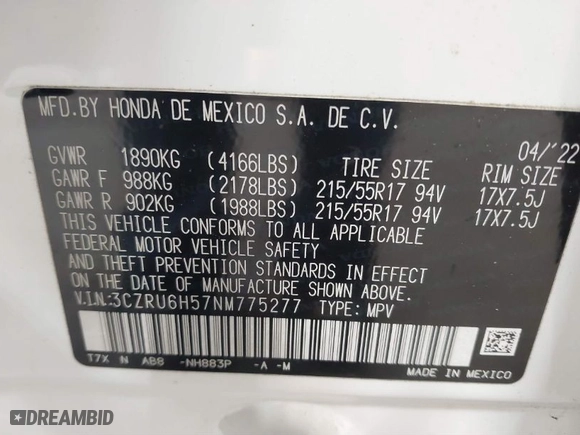 MFD.BY HONDA DE MEXICO S.A. DE C.V.
04/'22
GVWR 1890KG (4166LBS) TIRE SIZE RIM SIZE
GAWR F 988KG (2178LBS) 215/55R17 94V 17X7.5J
GAWR R 902KG (1988LBS) 215/55R17 94V 17X7.5J
THIS VEHICLE CONFORMS TO ALL APPLICABLE
FEDERAL MOTOR VEHICLE SAFETY
AND THEFT PREVENTION STANDARDS IN EFFECT
ON THE DATE OF MANUFACTURE SHOWN ABOVE.
V.I.N.:3CZRU6H57NM775277 TYPE: MPV
T7X N AB8 -NH883P -A -M
MADE IN MEXICO
DREAMBID